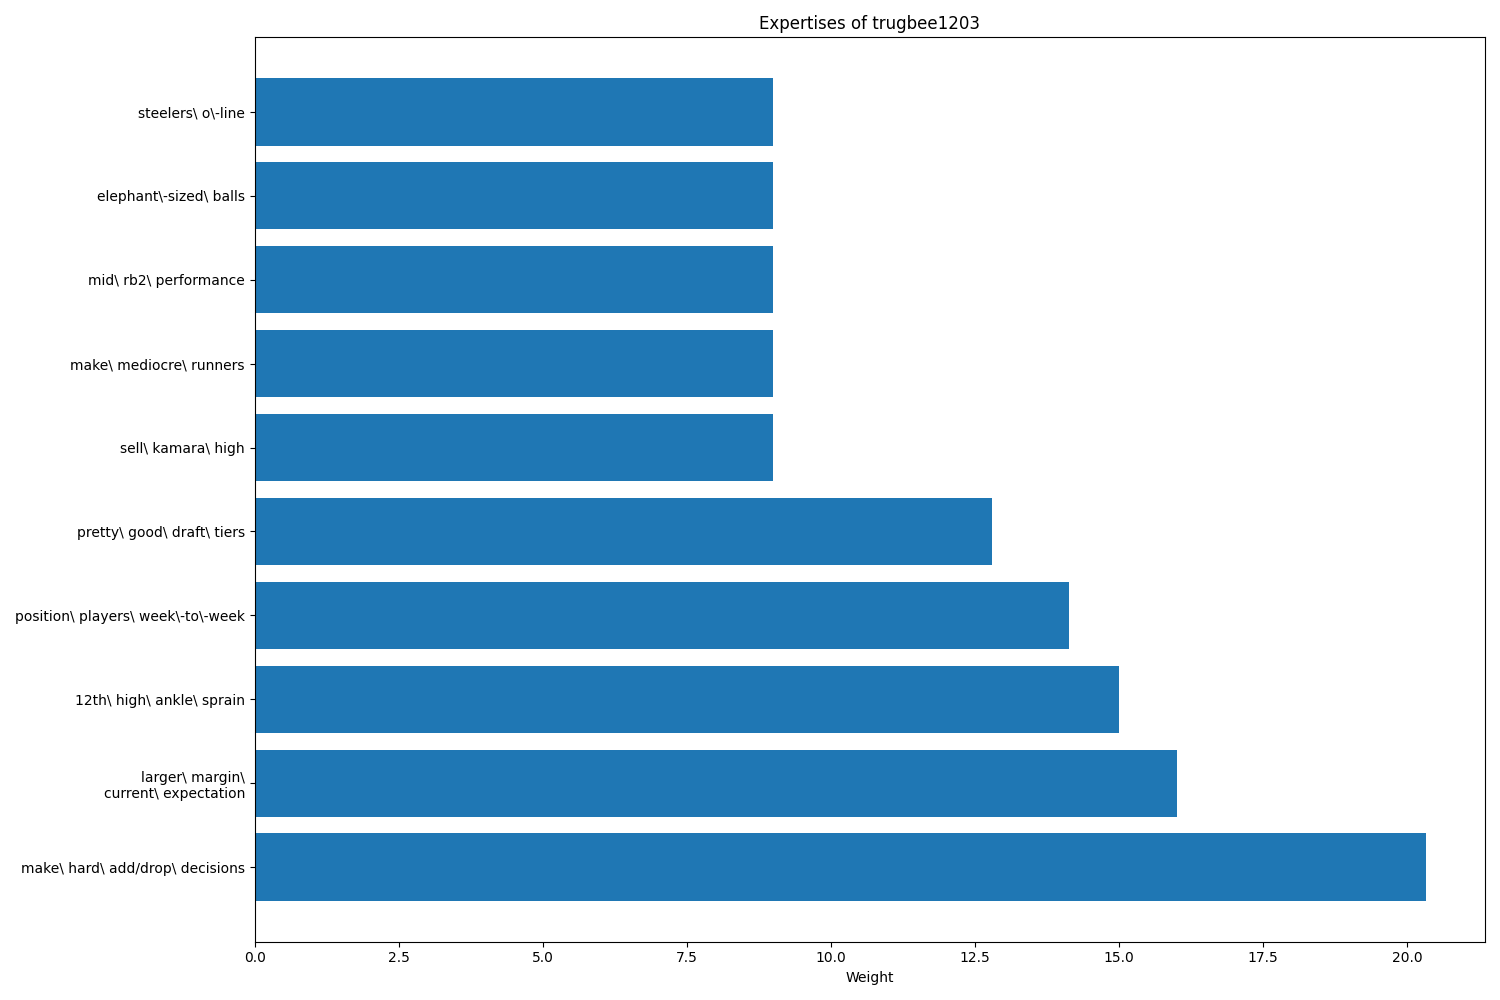 Expertises of trugbee1203
steelers\ o\-line
elephant\-sized\ balls
mid\ rb2\ performance
make\ mediocre\ runners
sell\ kamara\ high
pretty\ good\ draft\ tiers
position\ players\ week\-to\-week
12th\ high\ ankle\ sprain
larger\ margin\
current\ expectation
make\ hard\ add/drop\ decisions
0.0 2.5 5.0 7.5 10.0 12.5 15.0 17.5 20.0
Weight